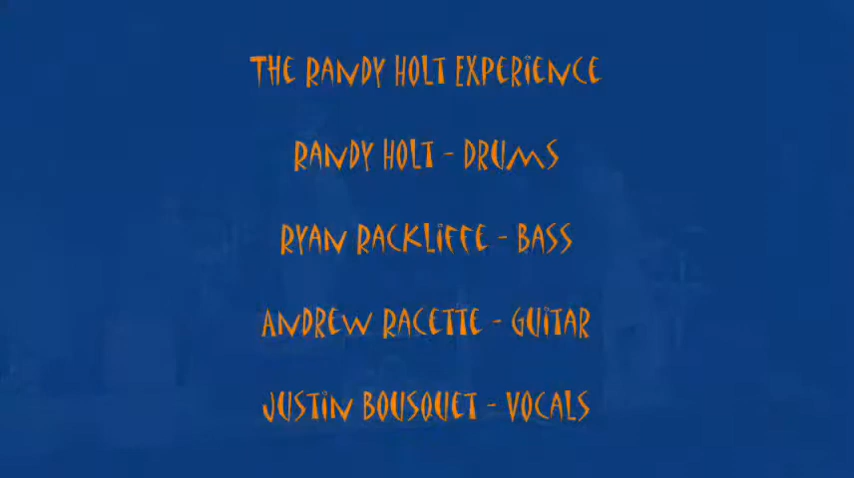 THE RANDY HOLT EXPERIENCE
RANDY HOLT - DRUMS
RYAN RACKLIFFE - BASS
ANDREW RACETTE - GUITAR
JUSTIN BOUSQUET - VOCALS